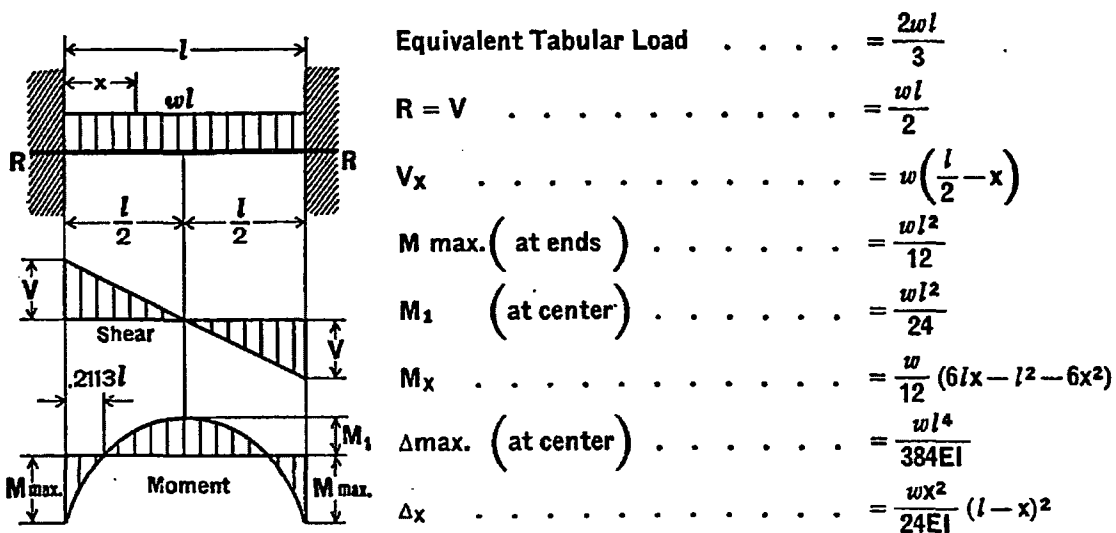 l
x
wl
R R
l/2 l/2
V
Shear
V
.2113l
M₁
M max. Moment M max.
Equivalent Tabular Load . . . . = 2wl/3
R = V . . . . . . . . . . . = wl/2
Vx . . . . . . . . . . . . = w(l/2 − x)
M max. ( at ends ) . . . . . . = wl²/12
M₁ ( at center ) . . . . . . = wl²/24
Mx . . . . . . . . . . . . = w/12 (6lx − l² − 6x²)
Δmax. ( at center ) . . . . . . = wl⁴/384EI
Δx . . . . . . . . . . . . = wx²/24EI (l − x)²